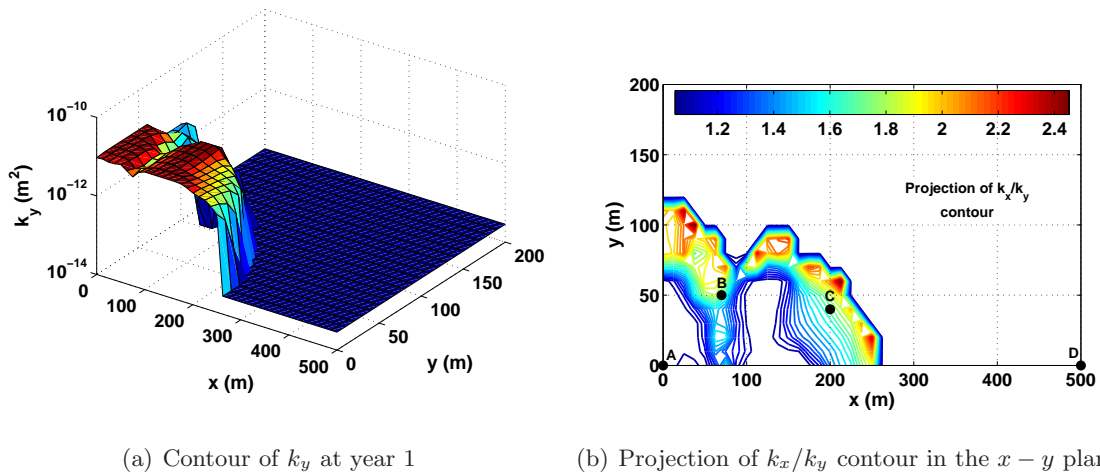 10⁻¹⁰
10⁻¹²
10⁻¹⁴
k_y (m²)
0
100
200
300
400
500
x (m)
0
50
100
150
200
y (m)
(a) Contour of k_y at year 1
200
150
100
50
0
y (m)
1.2 1.4 1.6 1.8 2 2.2 2.4
Projection of k_x/k_y
contour
A
B
C
D
0 100 200 300 400 500
x (m)
(b) Projection of k_x/k_y contour in the x − y plan